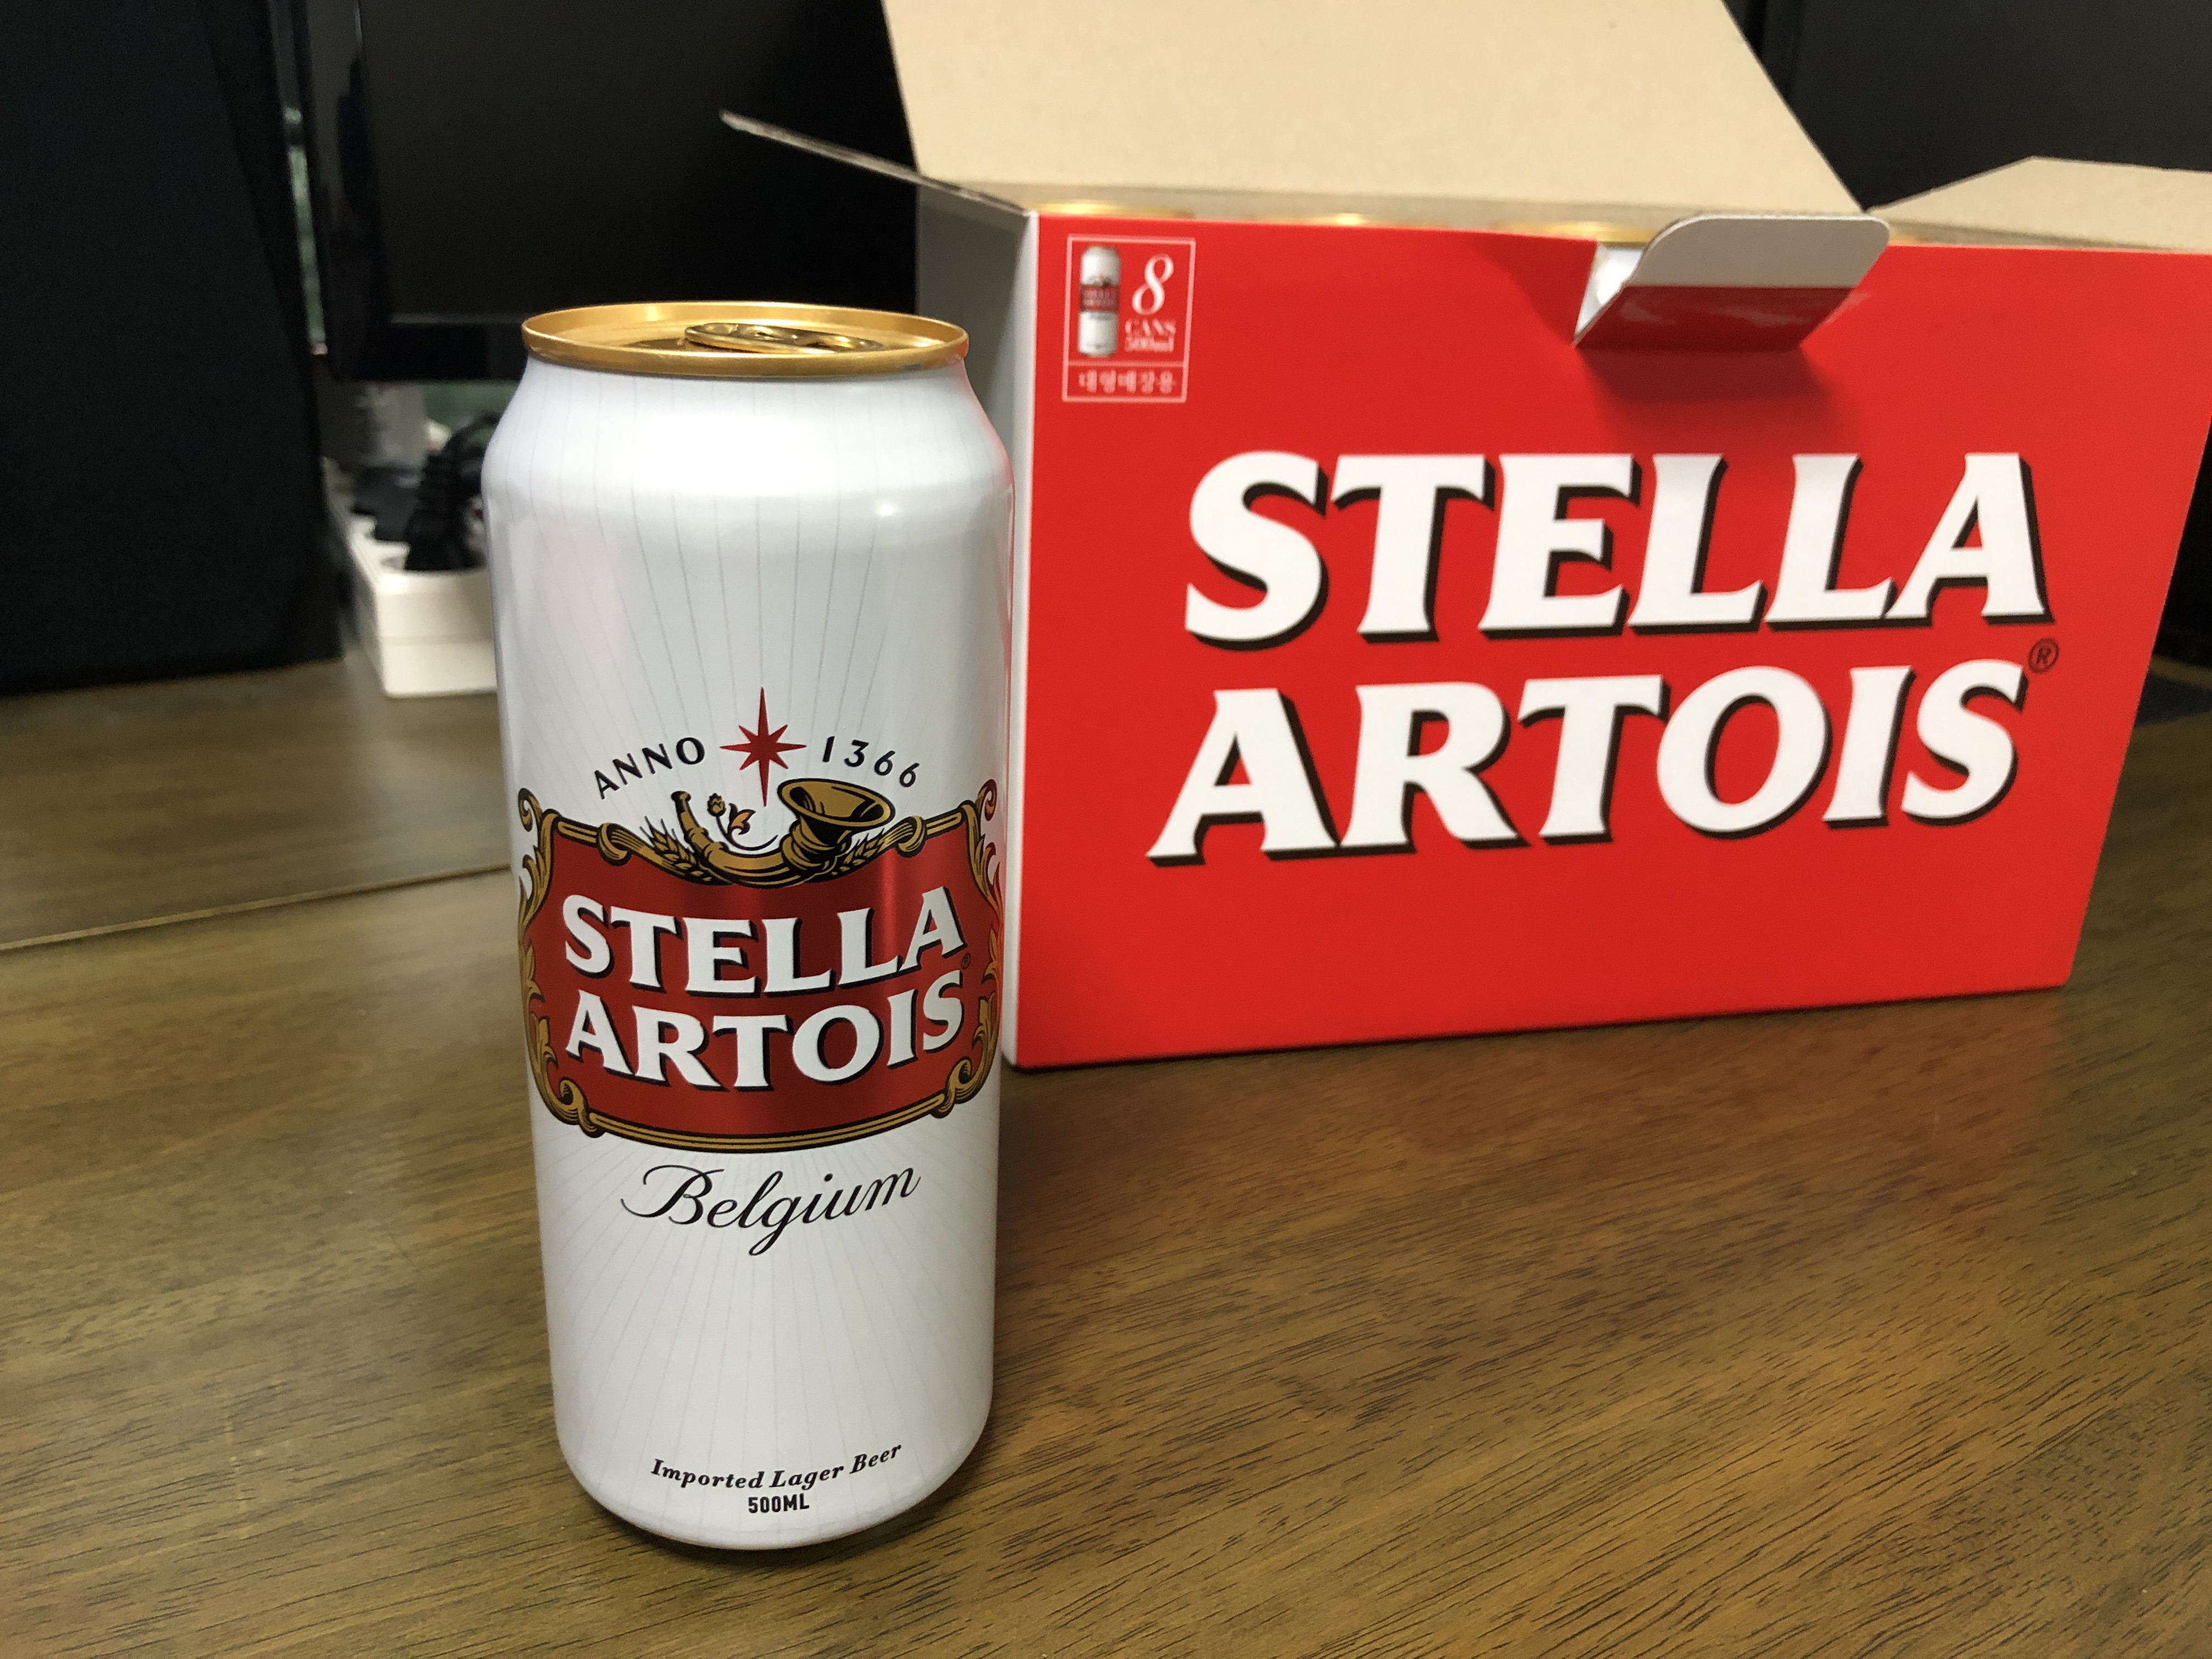 ANNO 1366
STELLA
ARTOIS®
Belgium
Imported Lager Beer
500ML
8
CANS
500ml
대형매장용
STELLA
ARTOIS®